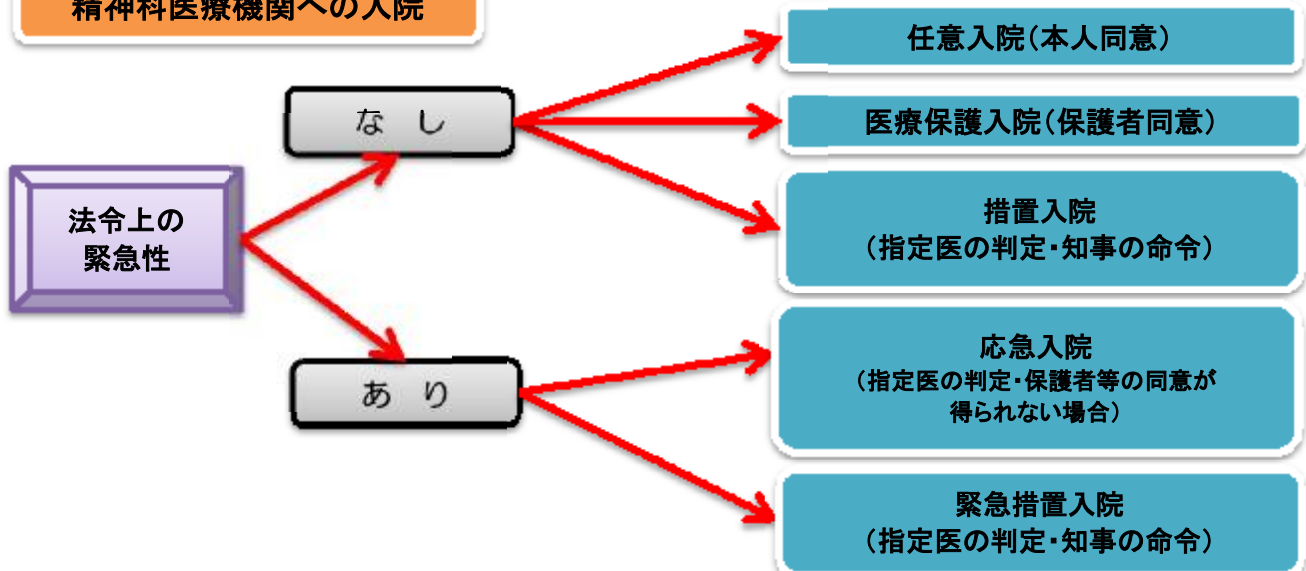 精神科医療機関への入院
任意入院(本人同意)
な し
医療保護入院(保護者同意)
法令上の
緊急性
措置入院
(指定医の判定・知事の命令)
あ り
応急入院
(指定医の判定・保護者等の同意が
得られない場合)
緊急措置入院
(指定医の判定・知事の命令)